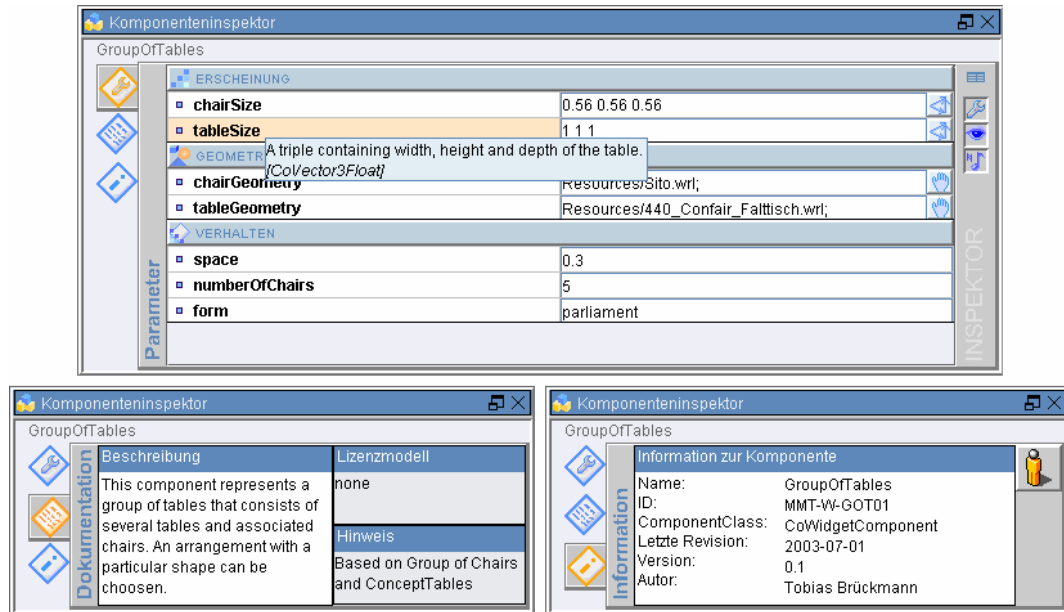 Komponenteninspektor
GroupOfTables
Parameter
ERSCHEINUNG
chairSize 0.56 0.56 0.56
tableSize 1 1 1
A triple containing width, height and depth of the table.
[CoVector3Float]
GEOMETR
chairGeometry Resources/Sito.wrl;
tableGeometry Resources/440_Confair_Falttisch.wrl;
VERHALTEN
space 0.3
numberOfChairs 5
form parliament
INSPEKTOR
Komponenteninspektor
GroupOfTables
Dokumentation
Beschreibung
This component represents a
group of tables that consists of
several tables and associated
chairs. An arrangement with a
particular shape can be
choosen.
Lizenzmodell
none
Hinweis
Based on Group of Chairs
and ConceptTables
Komponenteninspektor
GroupOfTables
Information
Information zur Komponente
Name: GroupOfTables
ID: MMT-W-GOT01
ComponentClass: CoWidgetComponent
Letzte Revision: 2003-07-01
Version: 0.1
Autor: Tobias Brückmann